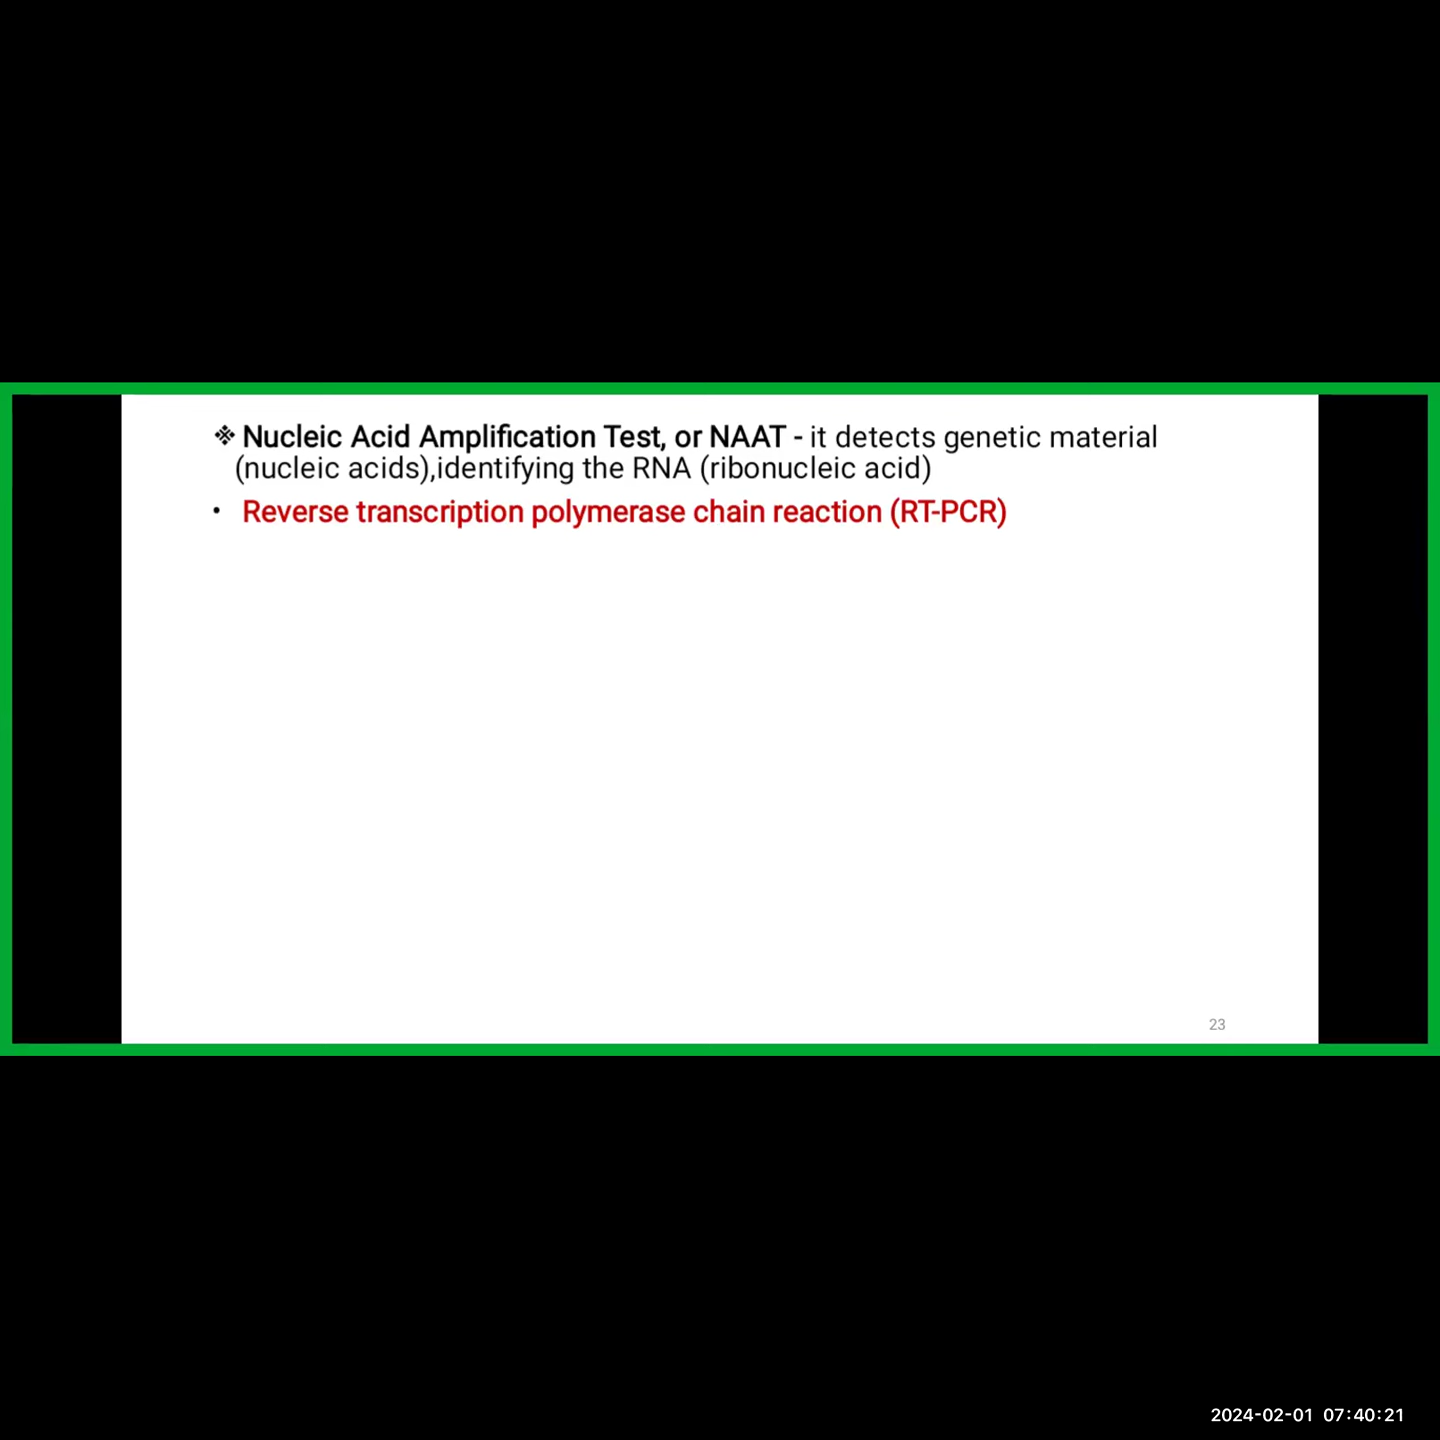 ❖ Nucleic Acid Amplification Test, or NAAT - it detects genetic material
(nucleic acids),identifying the RNA (ribonucleic acid)
• Reverse transcription polymerase chain reaction (RT-PCR)
23
2024-02-01 07:40:21